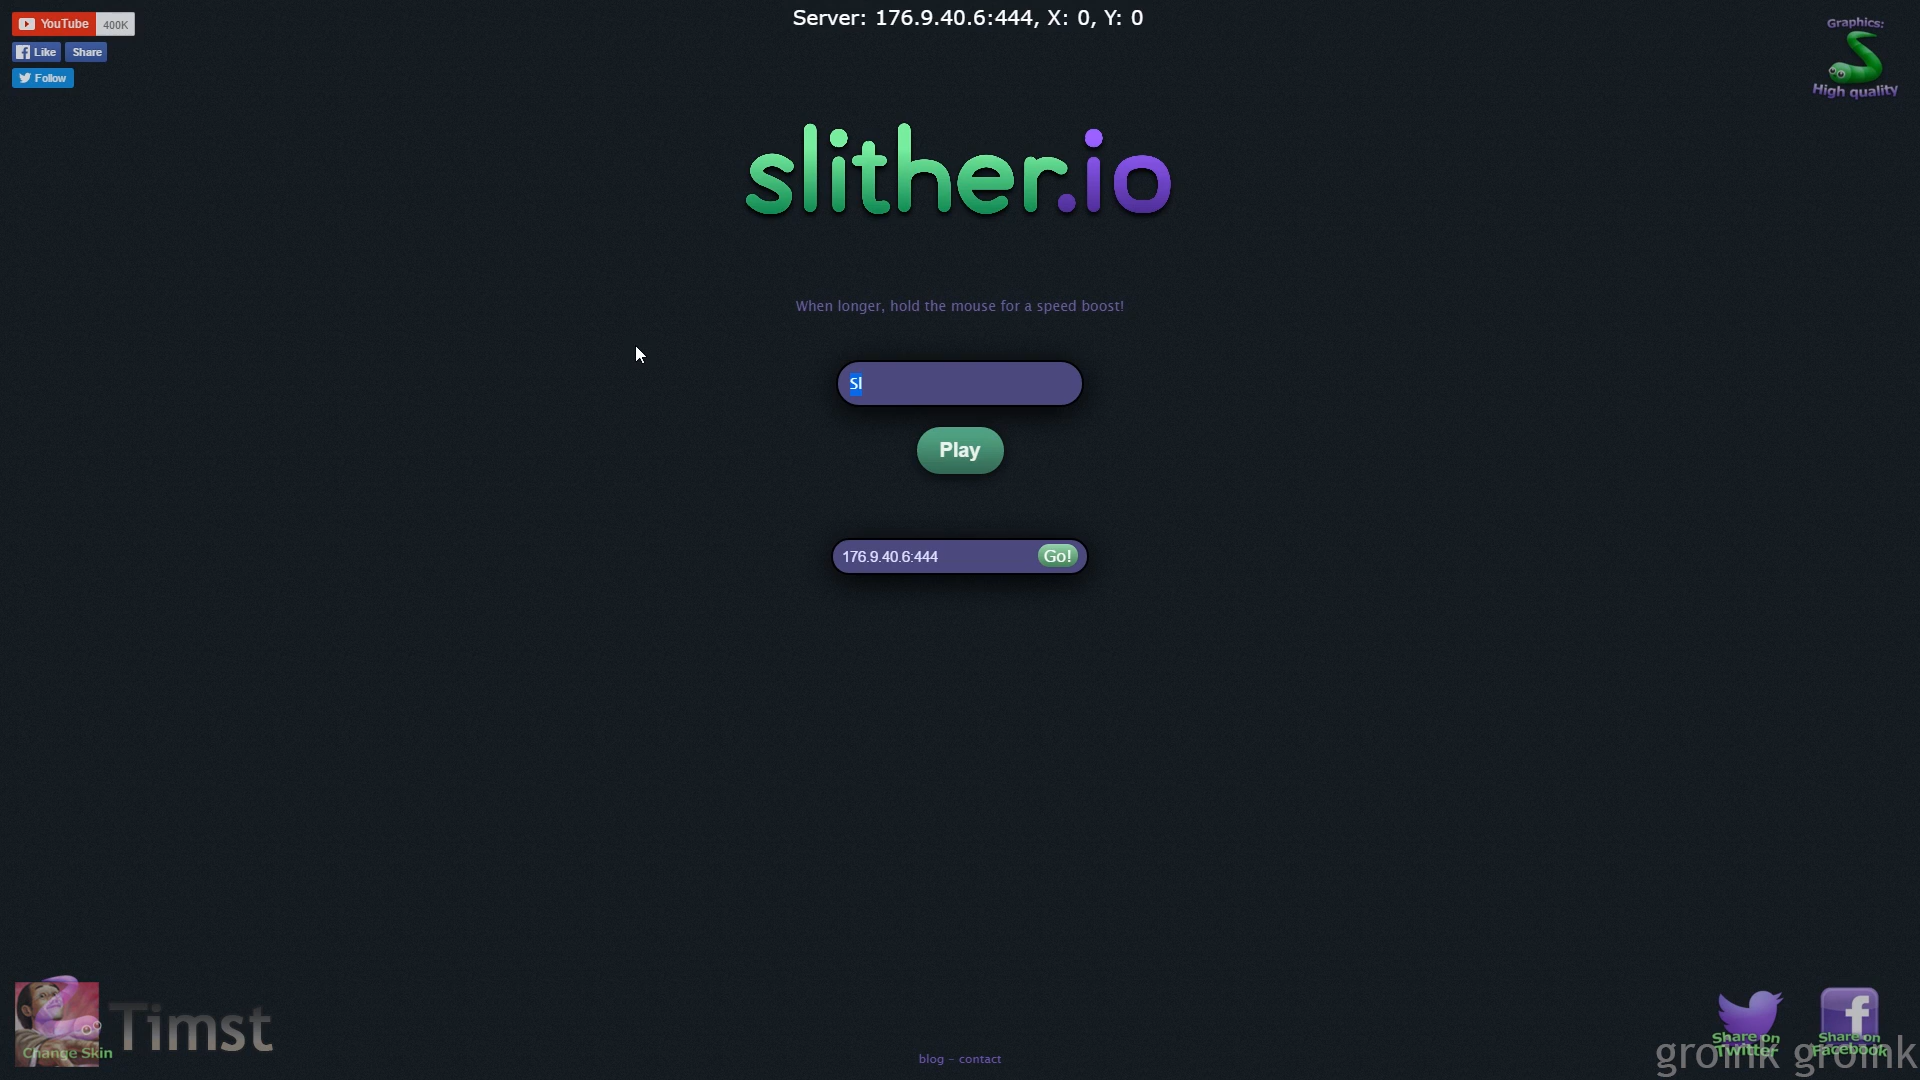 YouTube 400K
Like Share
Follow
Server: 176.9.40.6:444, X: 0, Y: 0
Graphics:
High quality
slither.io
When longer, hold the mouse for a speed boost!
Sl
Play
176.9.40.6:444 Go!
Change Skin
Timst
blog - contact
Share on
Twitter
Share on
Facebook
groink groink